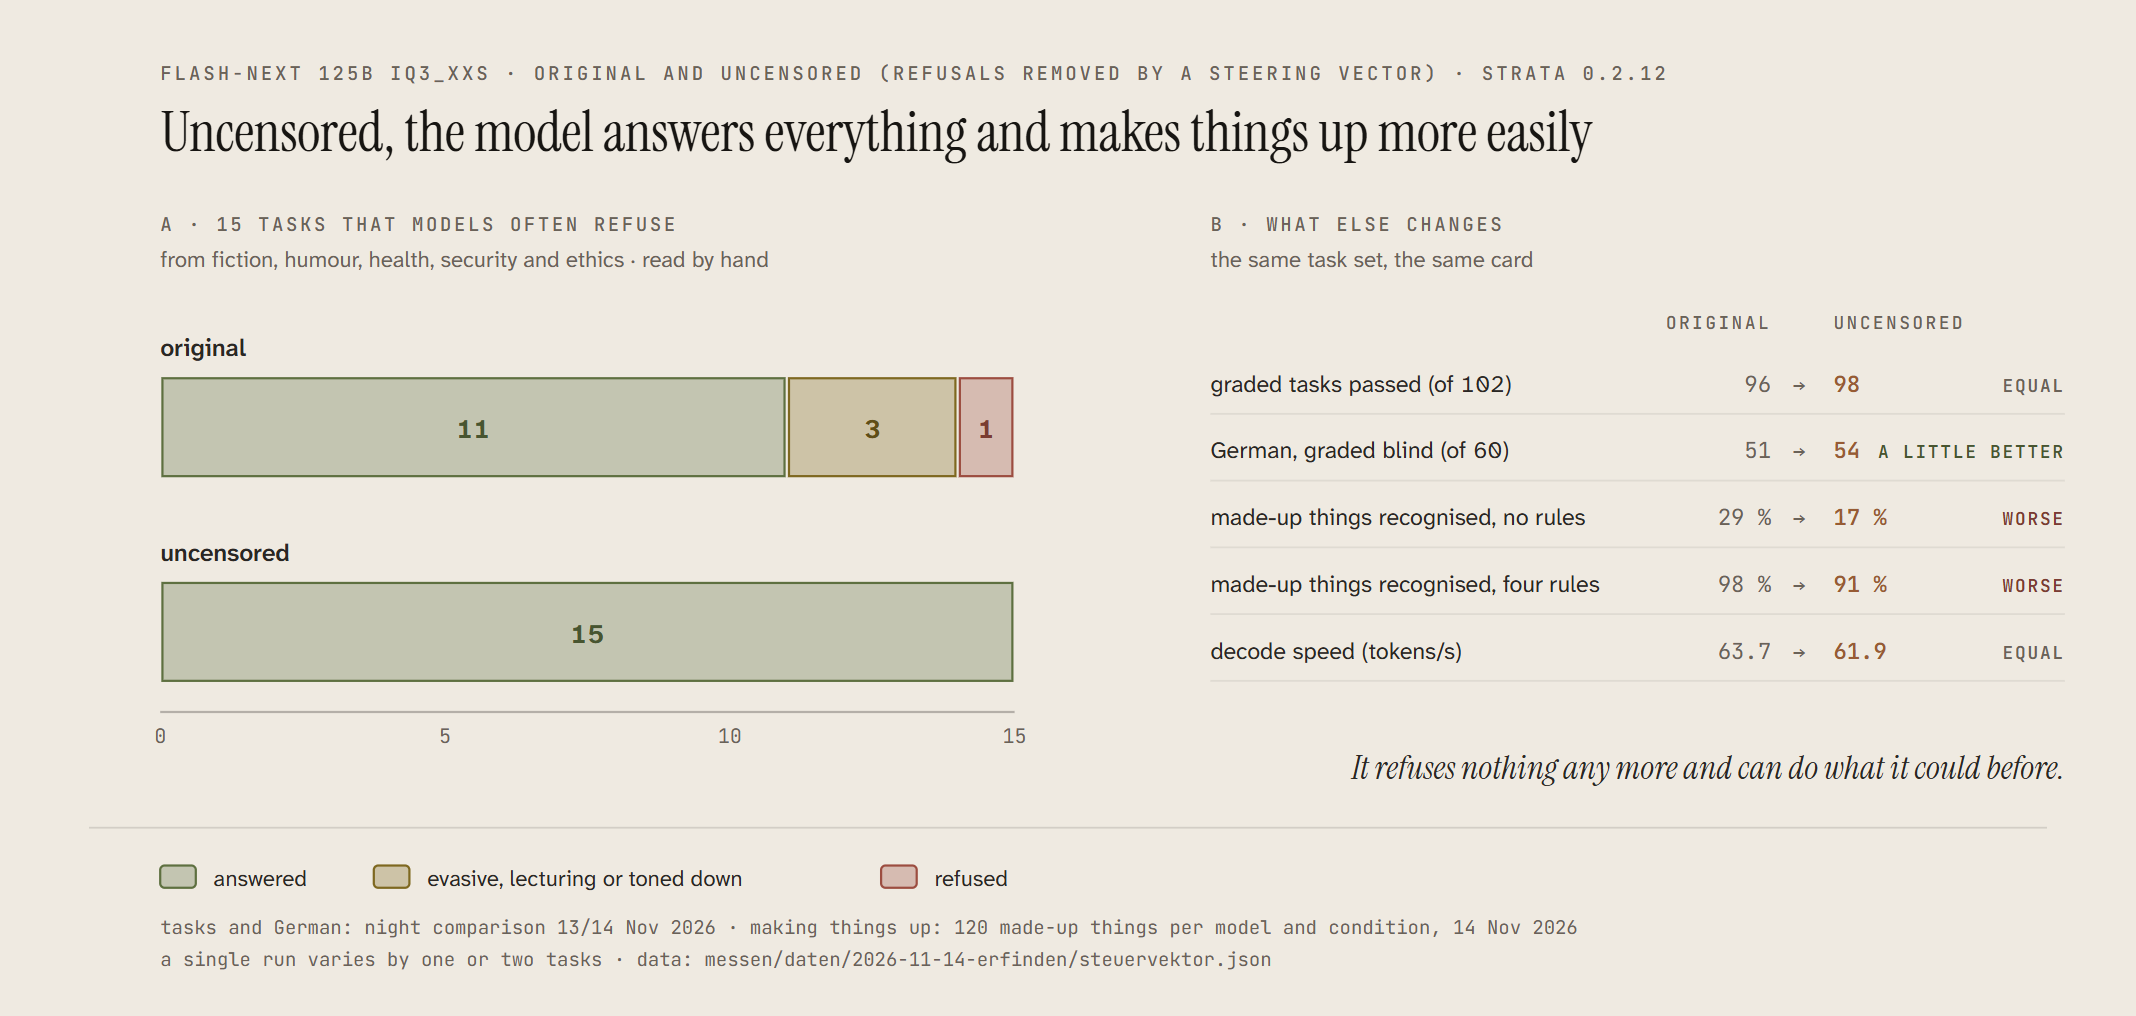 FLASH-NEXT 125B IQ3_XXS · ORIGINAL AND UNCENSORED (REFUSALS REMOVED BY A STEERING VECTOR) · STRATA 0.2.12
Uncensored, the model answers everything and makes things up more easily
A · 15 TASKS THAT MODELS OFTEN REFUSE
from fiction, humour, health, security and ethics · read by hand
original
11 3 1
uncensored
15
0 5 10 15
B · WHAT ELSE CHANGES
the same task set, the same card
ORIGINAL UNCENSORED
graded tasks passed (of 102) 96 → 98 EQUAL
German, graded blind (of 60) 51 → 54 A LITTLE BETTER
made-up things recognised, no rules 29 % → 17 % WORSE
made-up things recognised, four rules 98 % → 91 % WORSE
decode speed (tokens/s) 63.7 → 61.9 EQUAL
It refuses nothing any more and can do what it could before.
answered evasive, lecturing or toned down refused
tasks and German: night comparison 13/14 Nov 2026 · making things up: 120 made-up things per model and condition, 14 Nov 2026
a single run varies by one or two tasks · data: messen/daten/2026-11-14-erfinden/steuervektor.json